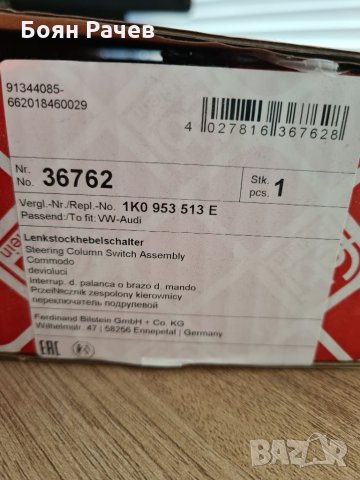 Боян Рачев
91344085-
662018460029
4 027816 367628
Nr.
No. 36762
Stk.
pcs. 1
Vergl.-Nr./Repl.-No. 1K0 953 513 E
Passend:/To fit: VW-Audi
Lenkstockhebelschalter
Steering Column Switch Assembly
Commodo
devioluci
Interrup. d. palanca o brazo d. mando
Przełłącznik zespolony kierownicy
переключатель подрулевой
Ferdinand Bilstein GmbH + Co. KG
Wilhelmstr. 47 | 58256 Ennepetal | Germany
EAC
BAZAR